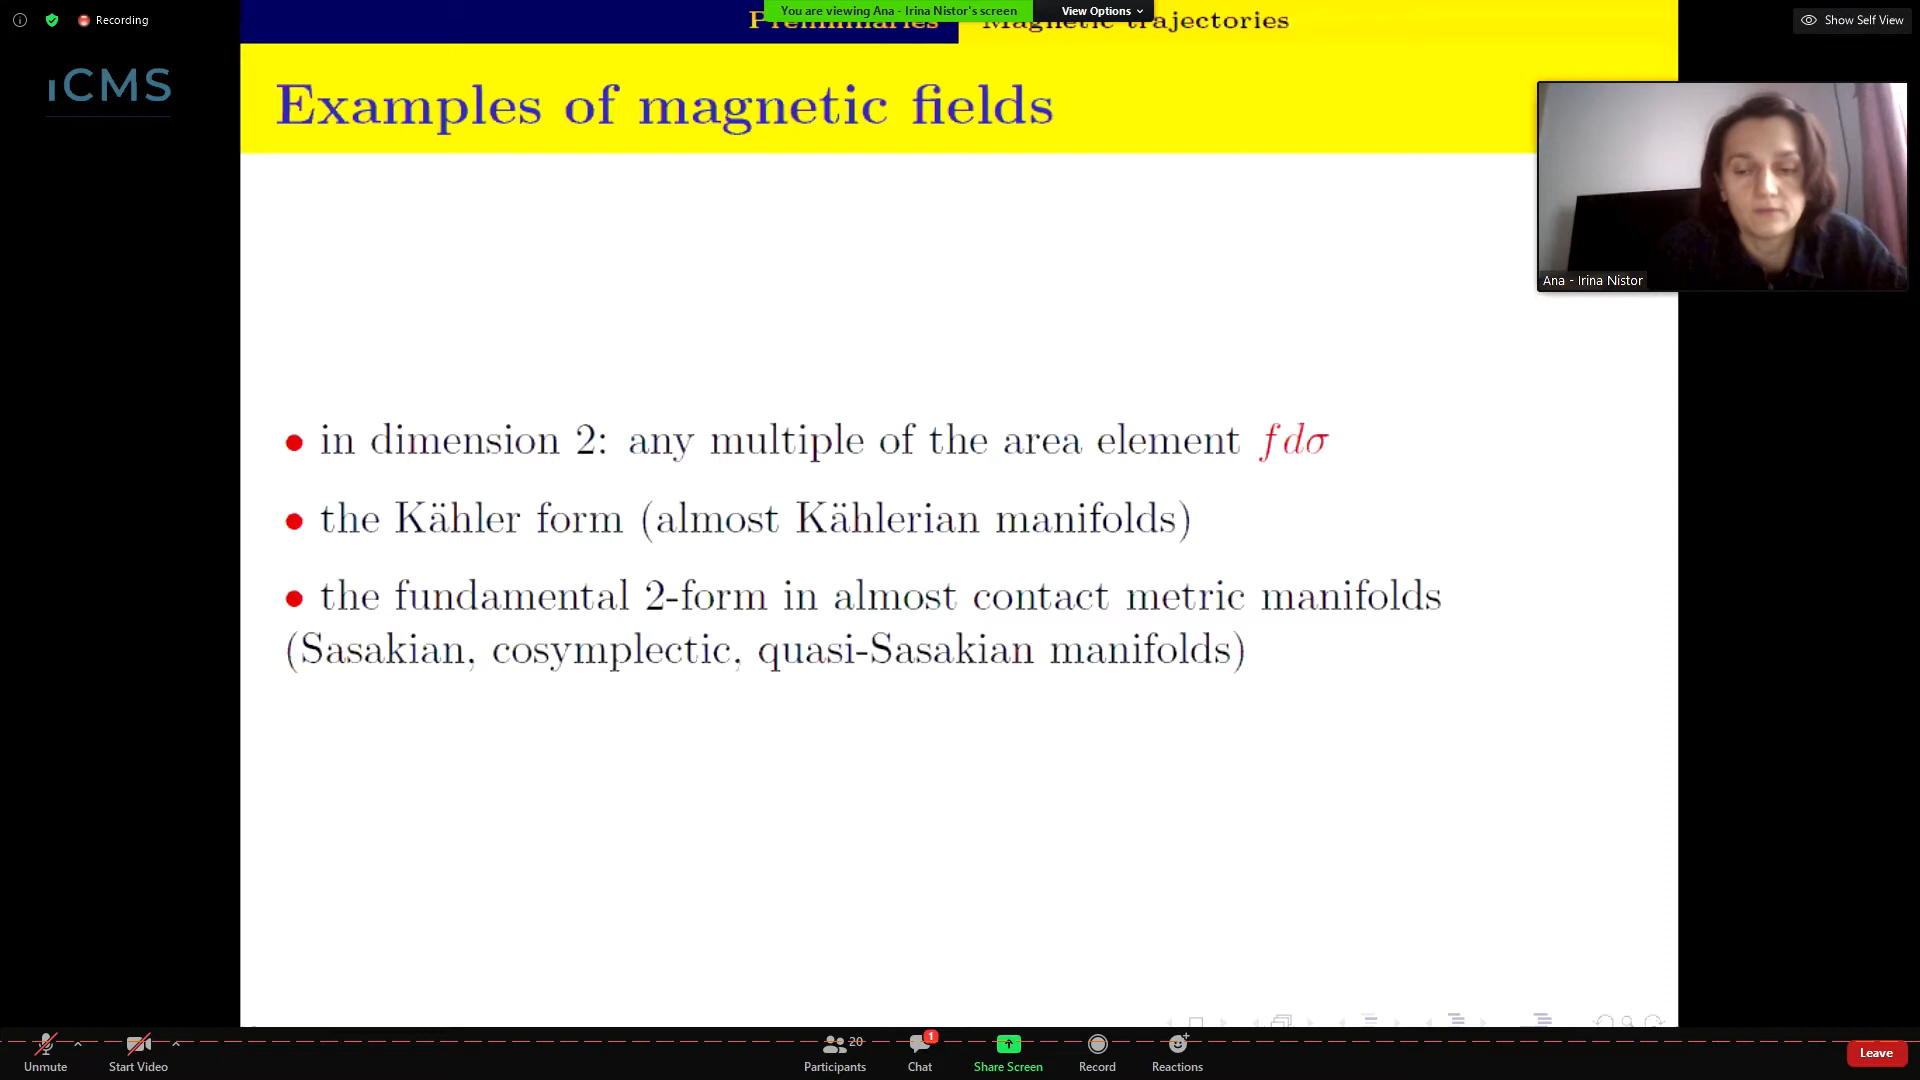 Recording
You are viewing Ana - Irina Nistor's screen
View Options
Preliminaries
Magnetic trajectories
Show Self View
iCMS
Examples of magnetic fields
Ana - Irina Nistor
• in dimension 2: any multiple of the area element f dσ
• the Kähler form (almost Kählerian manifolds)
• the fundamental 2-form in almost contact metric manifolds
(Sasakian, cosymplectic, quasi-Sasakian manifolds)
Unmute
Start Video
Participants
20
Chat
1
Share Screen
Record
Reactions
Leave